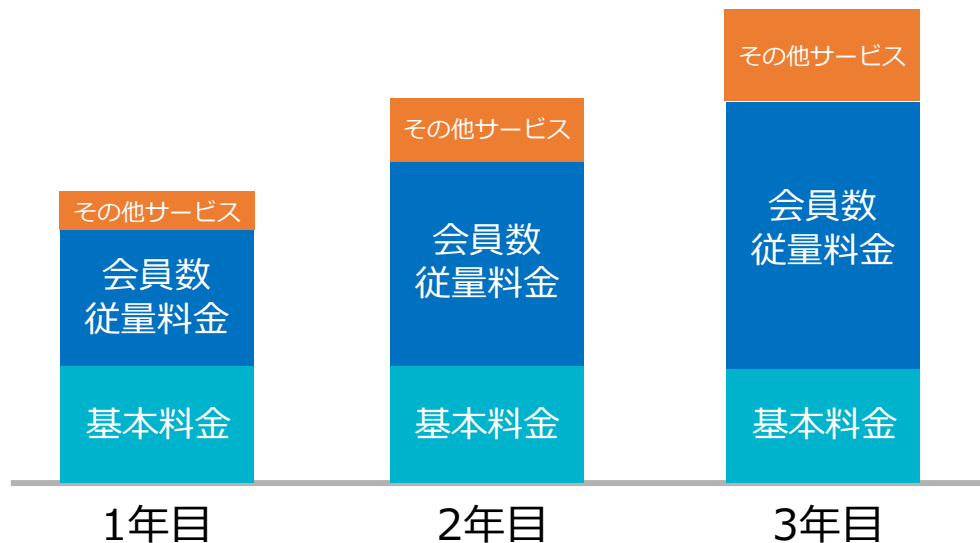 その他サービス
会員数
従量料金
基本料金
1年目
その他サービス
会員数
従量料金
基本料金
2年目
その他サービス
会員数
従量料金
基本料金
3年目